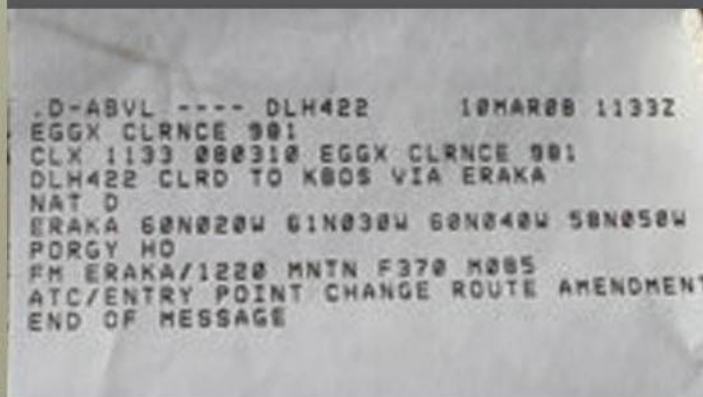 .D-ABVL ---- DLH422 10MAR08 1133Z
EGGX CLRNCE 901
CLX 1133 080310 EGGX CLRNCE 901
DLH422 CLRD TO KBOS VIA ERAKA
NAT D
ERAKA 60N020W 61N030W 60N040W 58N050W
PORGY HO
FM ERAKA/1220 MNTN F370 M085
ATC/ENTRY POINT CHANGE ROUTE AMENDMENT
END OF MESSAGE